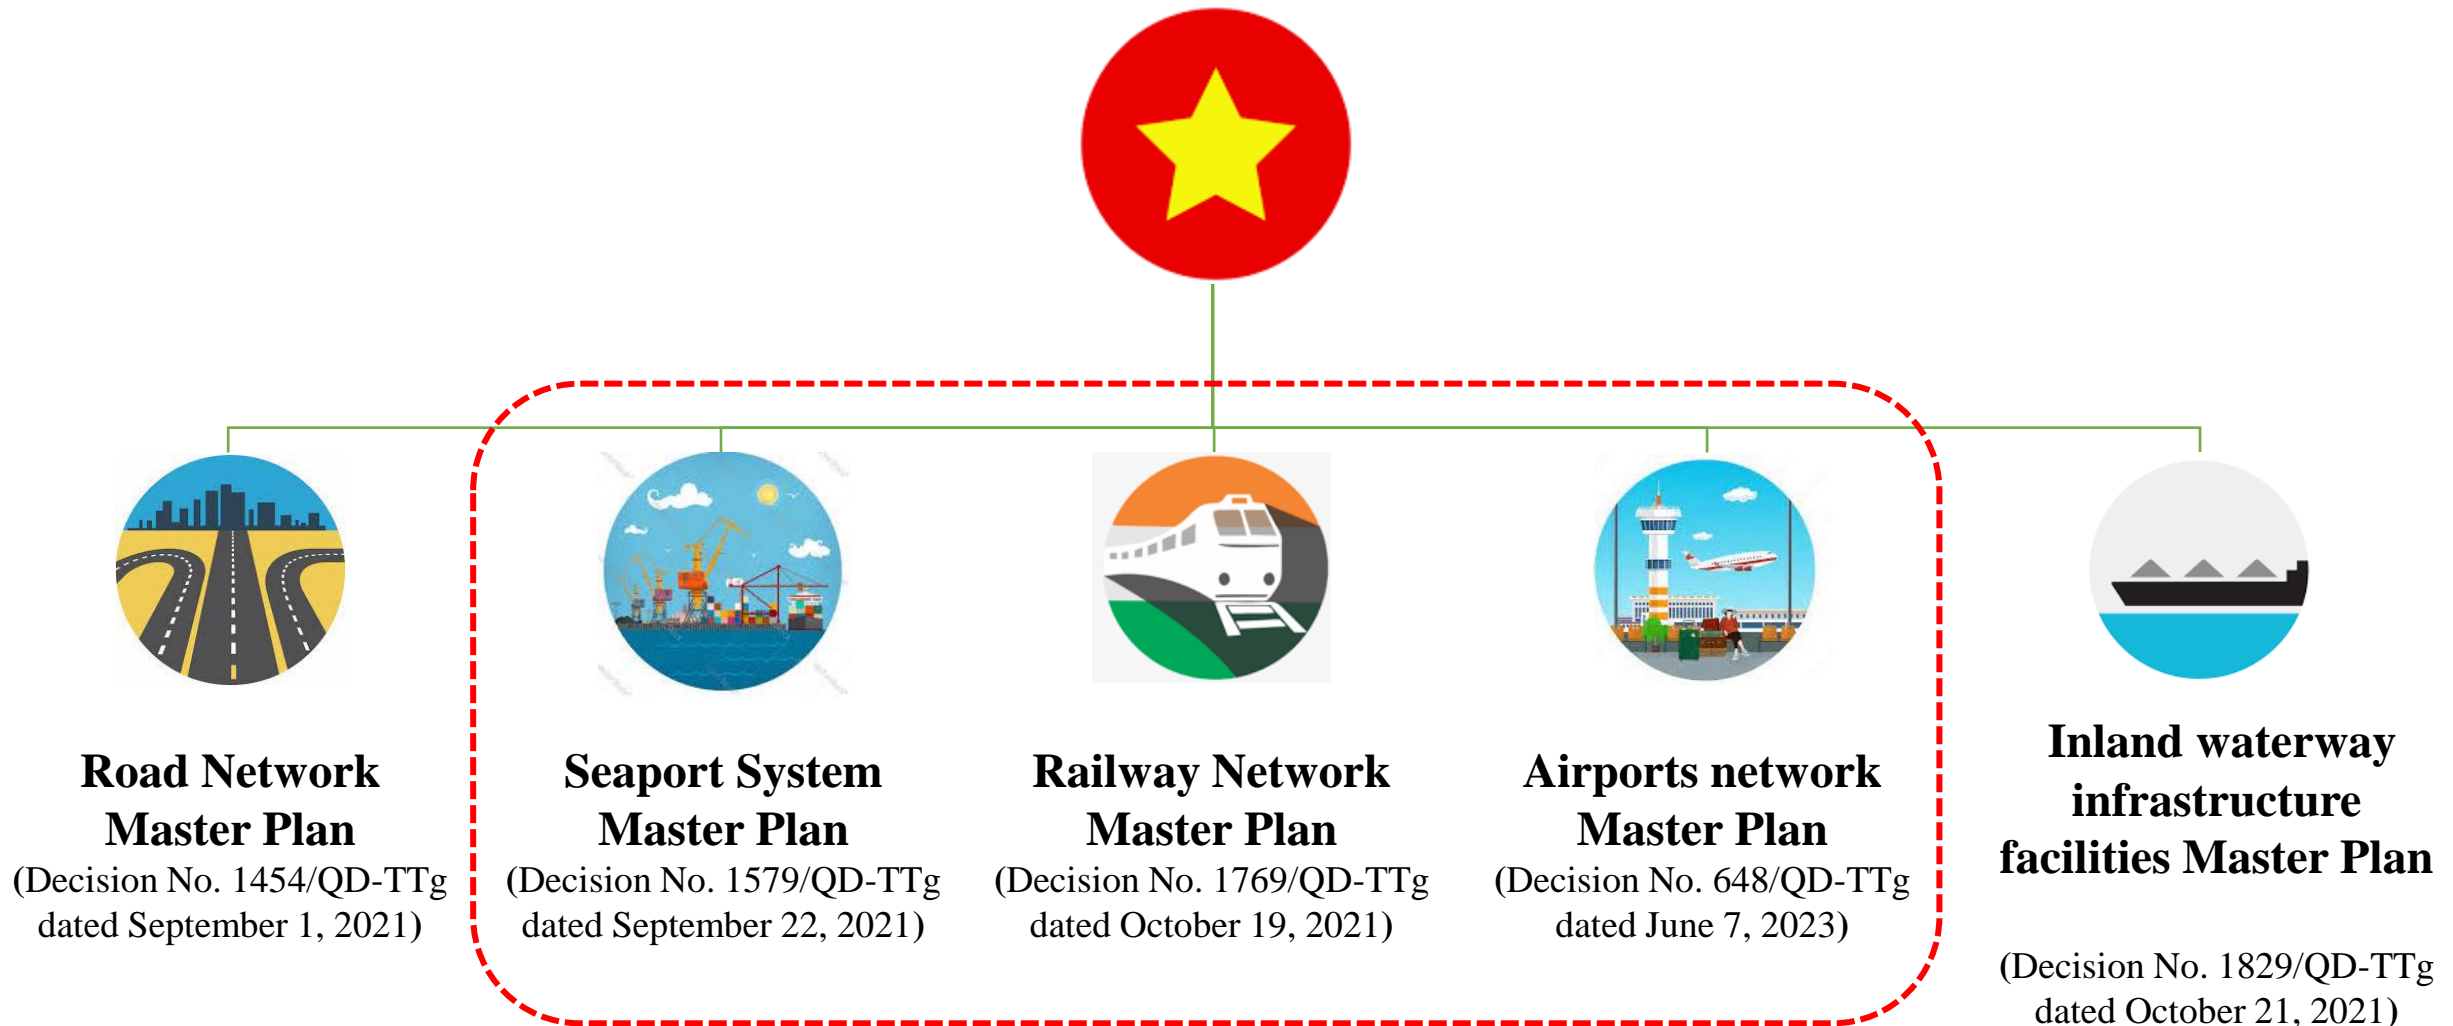 Road Network
Master Plan
(Decision No. 1454/QD-TTg
dated September 1, 2021)
Seaport System
Master Plan
(Decision No. 1579/QD-TTg
dated September 22, 2021)
Railway Network
Master Plan
(Decision No. 1769/QD-TTg
dated October 19, 2021)
Airports network
Master Plan
(Decision No. 648/QD-TTg
dated June 7, 2023)
Inland waterway
infrastructure
facilities Master Plan
(Decision No. 1829/QD-TTg
dated October 21, 2021)